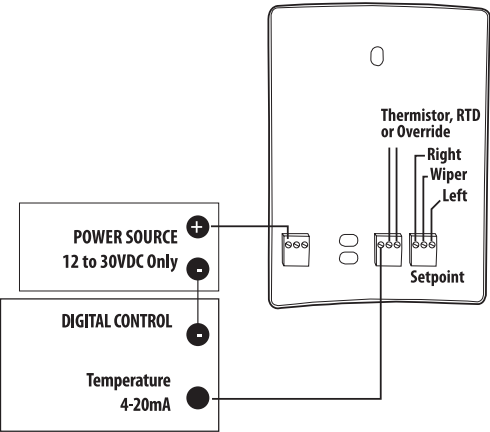 Thermistor, RTD
or Override
Right
Wiper
Left
Setpoint
+
POWER SOURCE
12 to 30VDC Only
-
DIGITAL CONTROL
-
Temperature
4-20mA